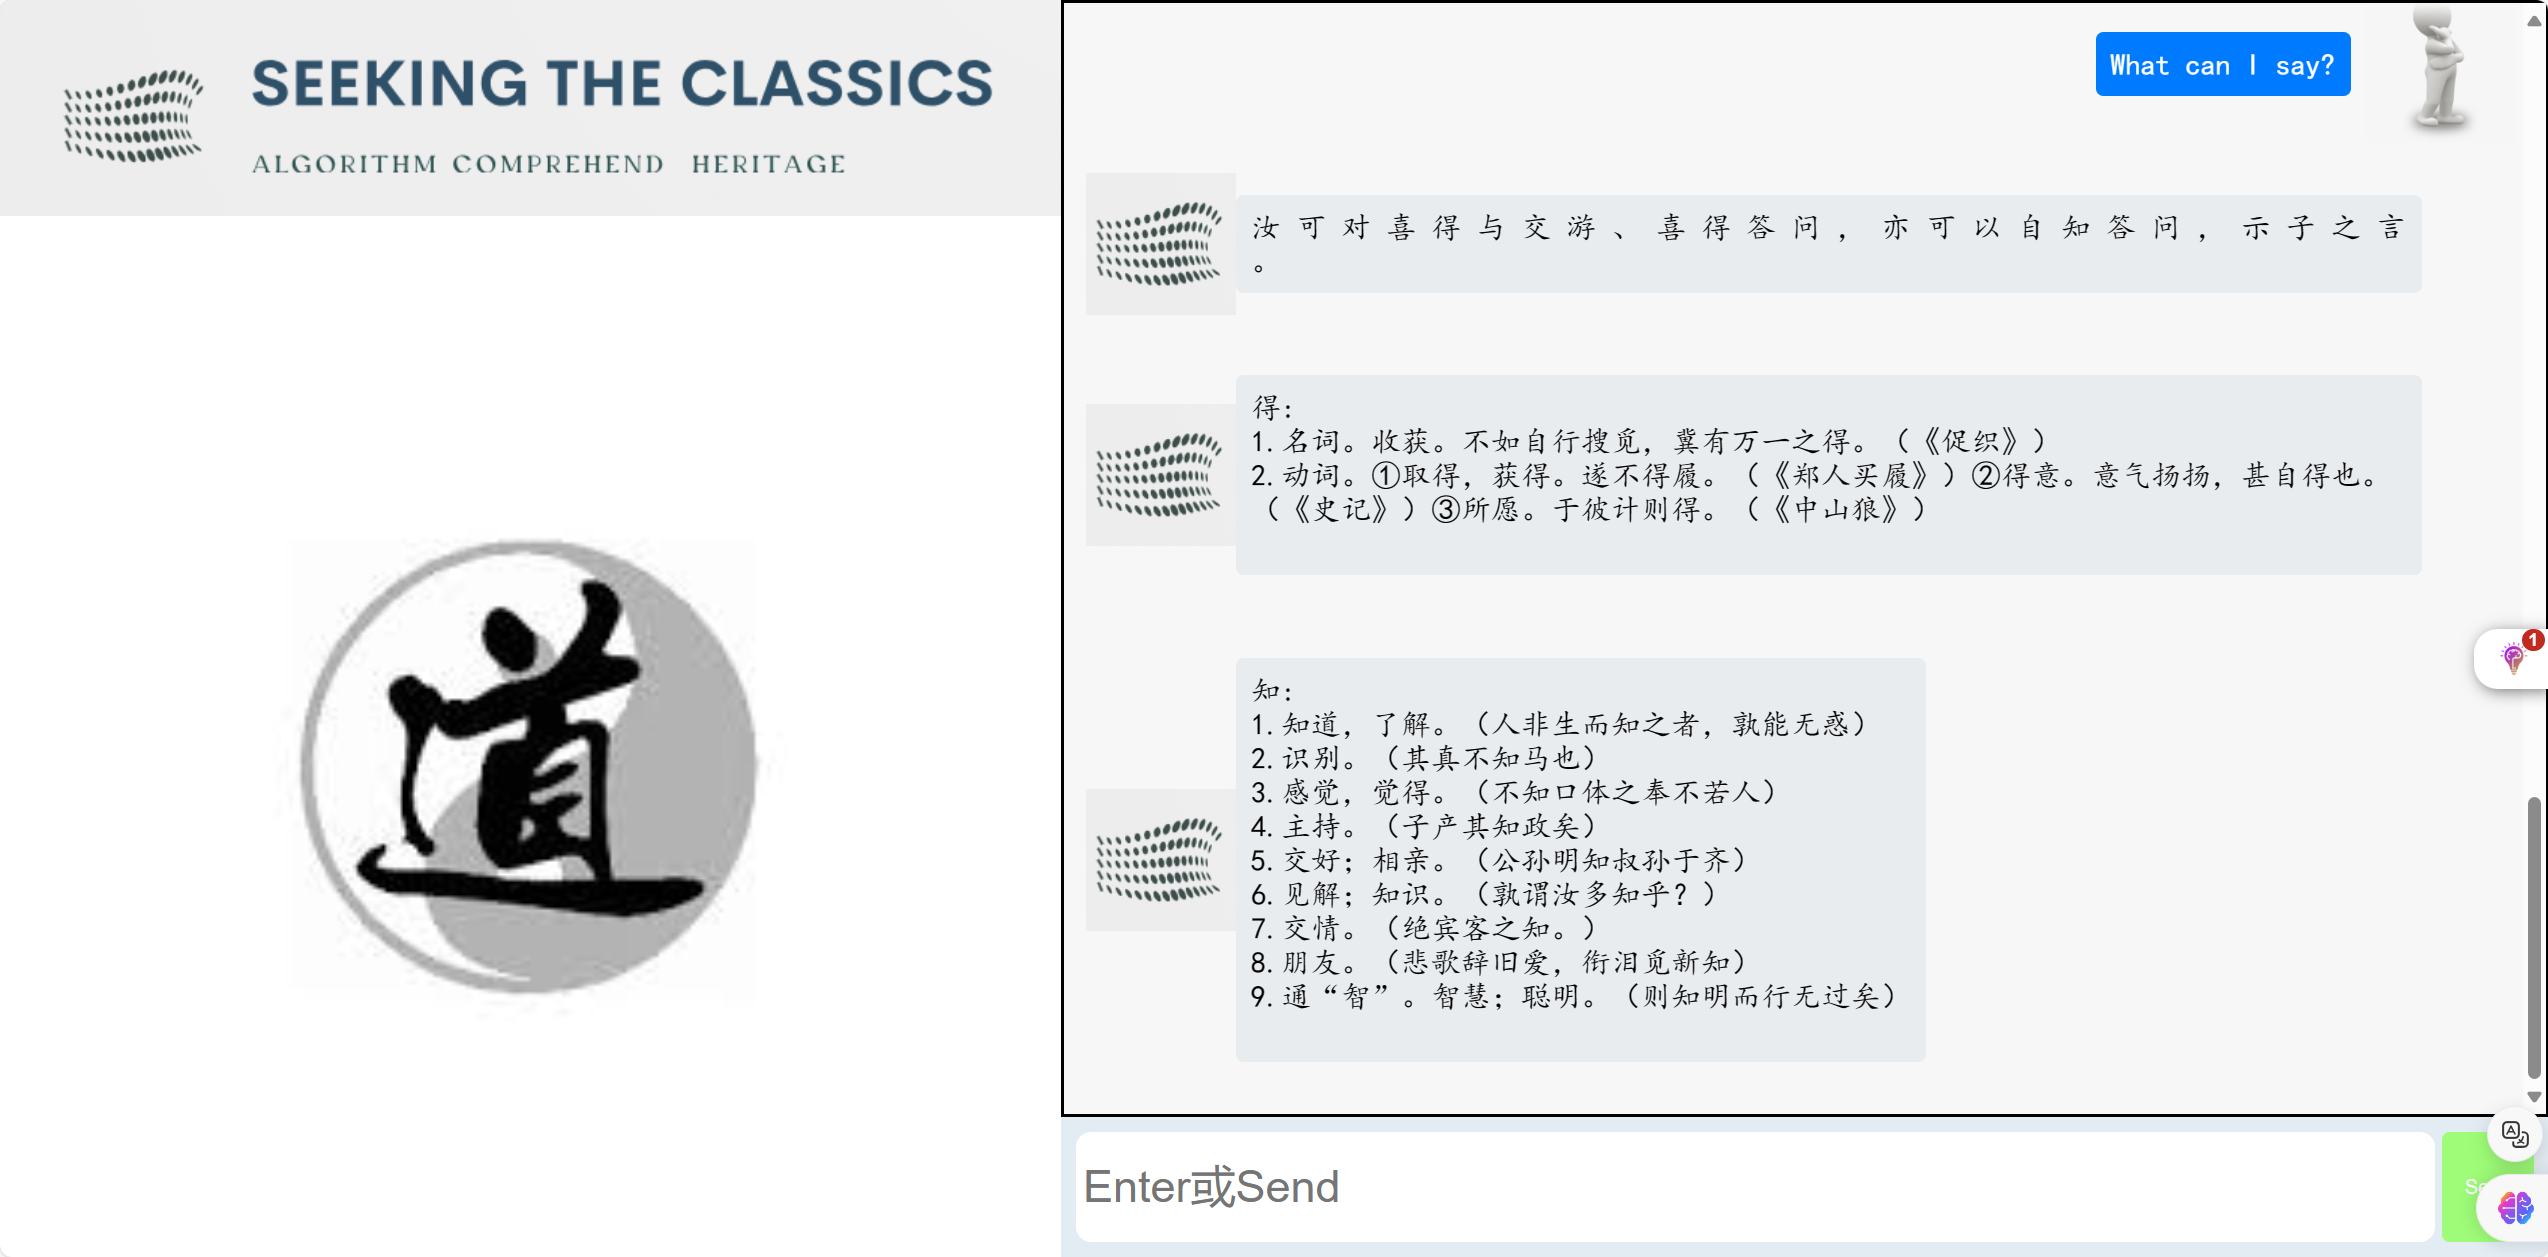 SEEKING THE CLASSICS
ALGORITHM COMPREHEND HERITAGE
道
What can I say?
汝可对喜得与交游、喜得答问，亦可以自知答问，示子之言
。
得：
1.名词。收获。不如自行搜觅，冀有万一之得。（《促织》）
2.动词。①取得，获得。遂不得履。（《郑人买履》）②得意。意气扬扬，甚自得也。
（《史记》）③所愿。于彼计则得。（《中山狼》）
知：
1.知道，了解。（人非生而知之者，孰能无惑）
2.识别。（其真不知马也）
3.感觉，觉得。（不知口体之奉不若人）
4.主持。（子产其知政矣）
5.交好；相亲。（公孙明知叔孙于齐）
6.见解；知识。（孰谓汝多知乎？）
7.交情。（绝宾客之知。）
8.朋友。（悲歌辞旧爱，衔泪觅新知）
9.通“智”。智慧；聪明。（则知明而行无过矣）
1
Enter或Send